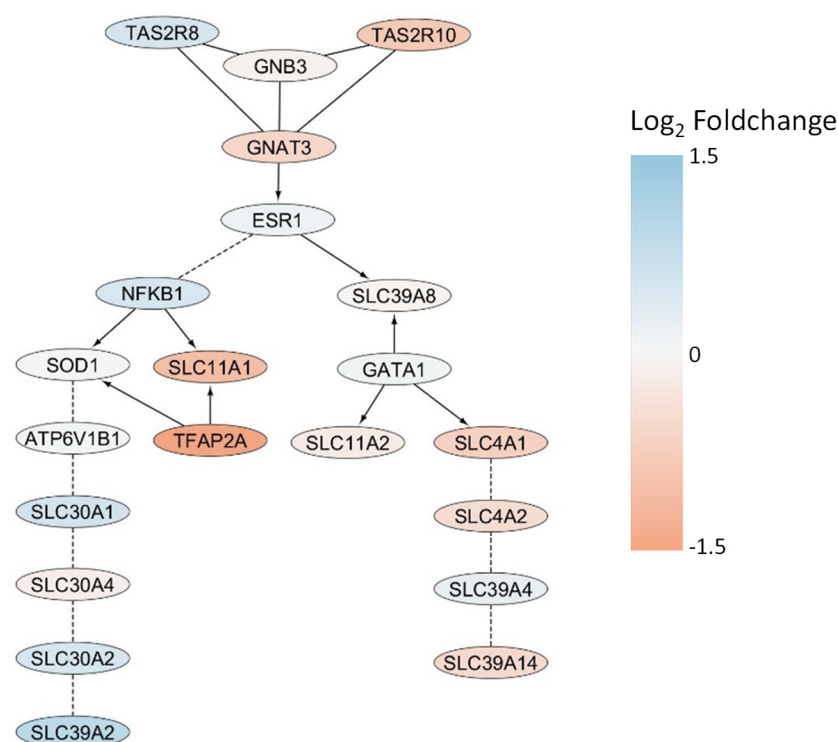 TAS2R8
TAS2R10
GNB3
GNAT3
ESR1
NFKB1
SLC39A8
SOD1
SLC11A1
GATA1
ATP6V1B1
TFAP2A
SLC11A2
SLC4A1
SLC30A1
SLC4A2
SLC30A4
SLC39A4
SLC30A2
SLC39A14
SLC39A2
Log₂ Foldchange
1.5
0
-1.5